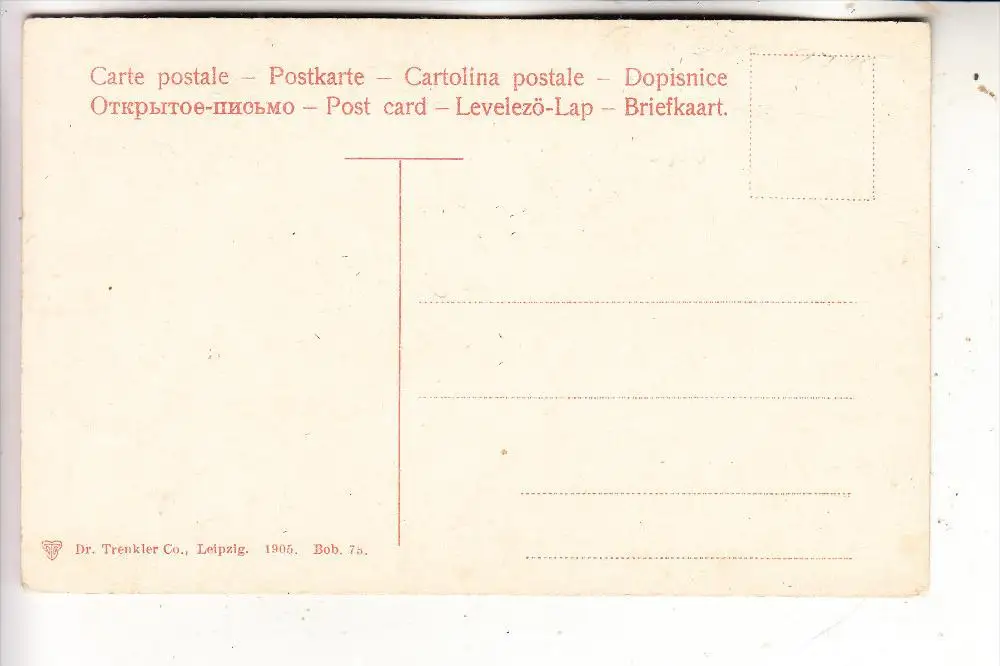 Carte postale – Postkarte – Cartolina postale – Dopisnice
Открытое-письмо – Post card – Levelezö-Lap – Briefkaart.
Dr. Trenkler Co., Leipzig. 1905. Bob. 75.